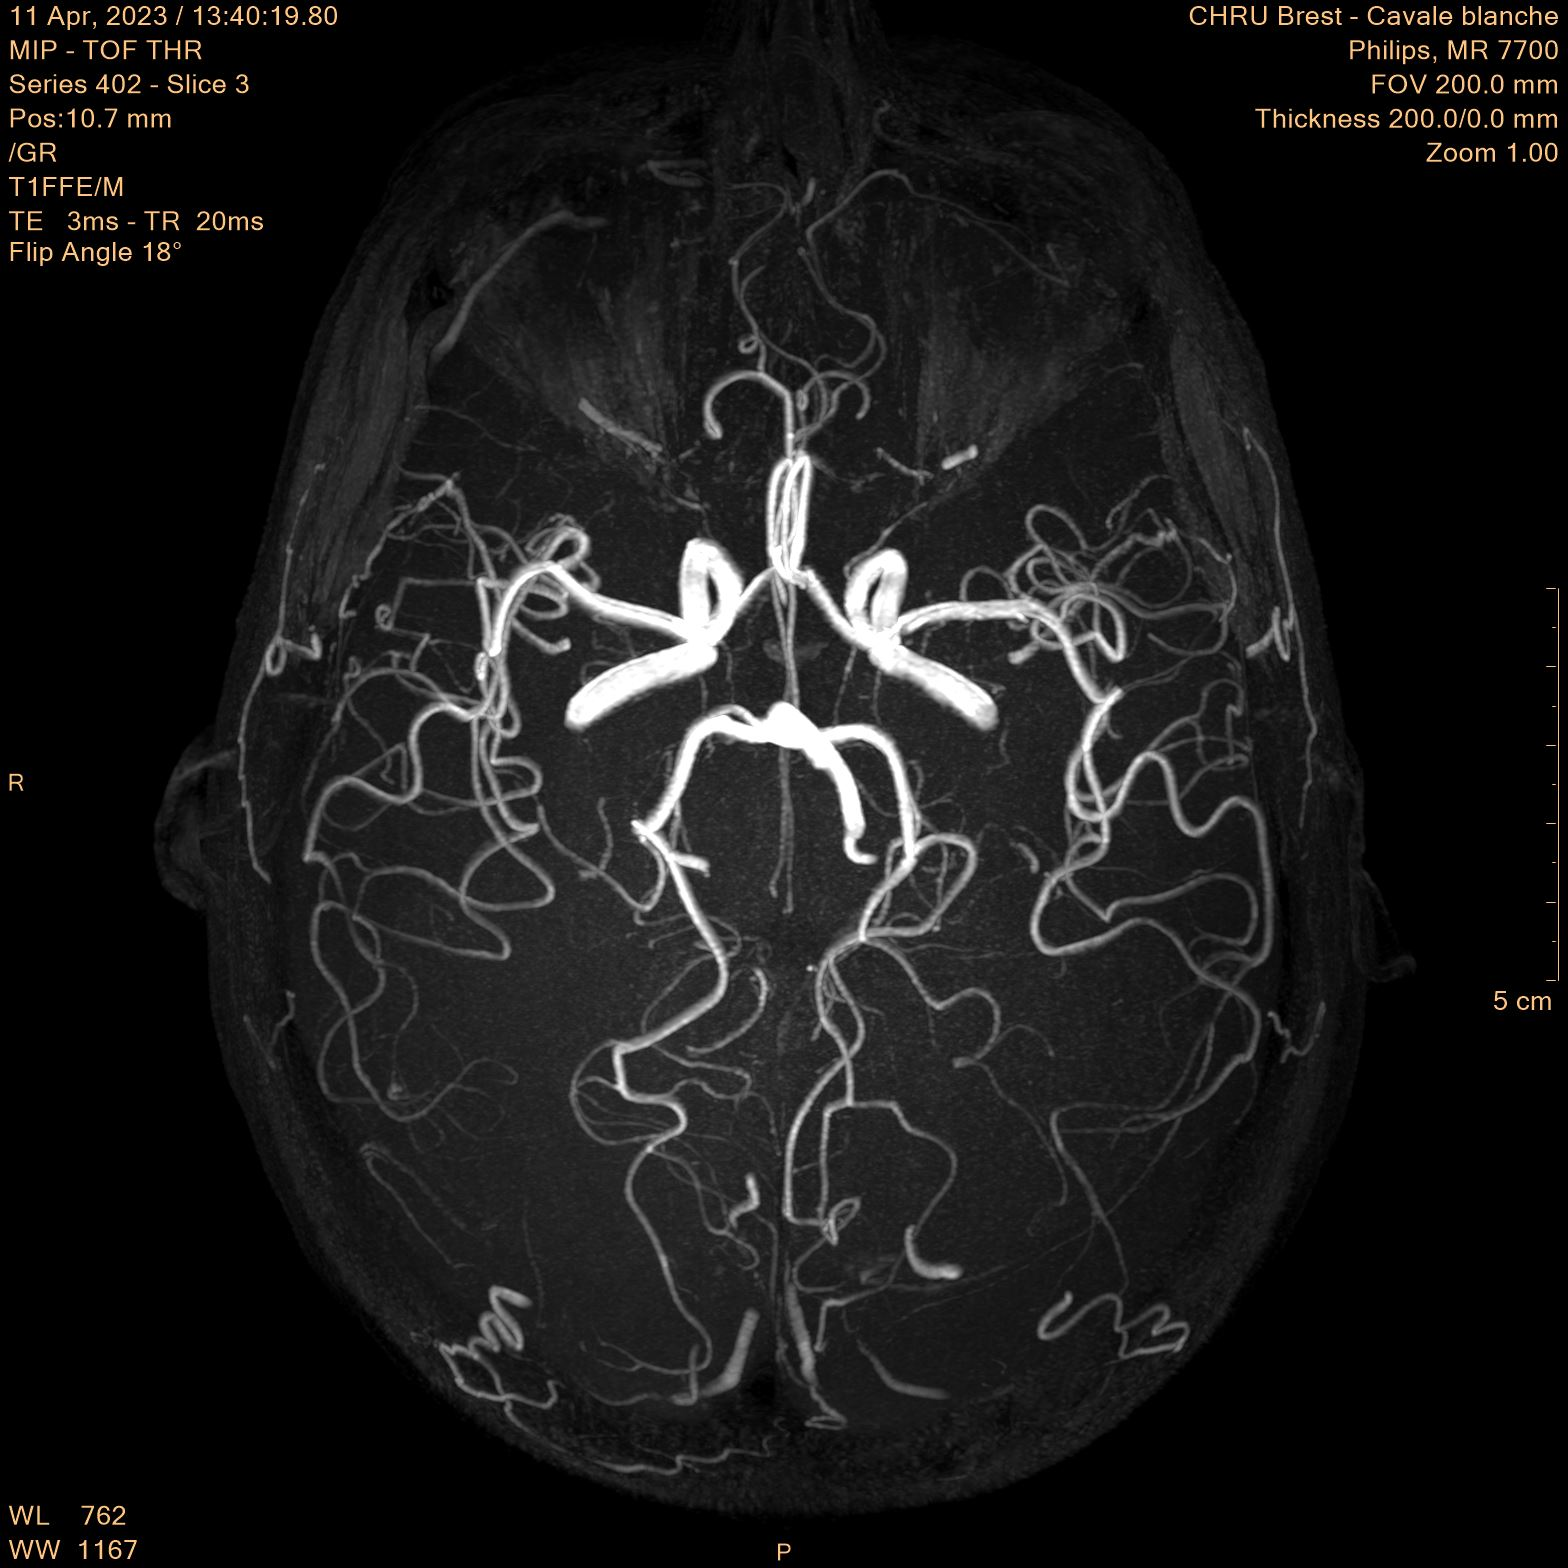 11 Apr, 2023 / 13:40:19.80
MIP - TOF THR
Series 402 - Slice 3
Pos:10.7 mm
/GR
T1FFE/M
TE 3ms - TR 20ms
Flip Angle 18°
CHRU Brest - Cavale blanche
Philips, MR 7700
FOV 200.0 mm
Thickness 200.0/0.0 mm
Zoom 1.00
R
5 cm
WL 762
WW 1167
P